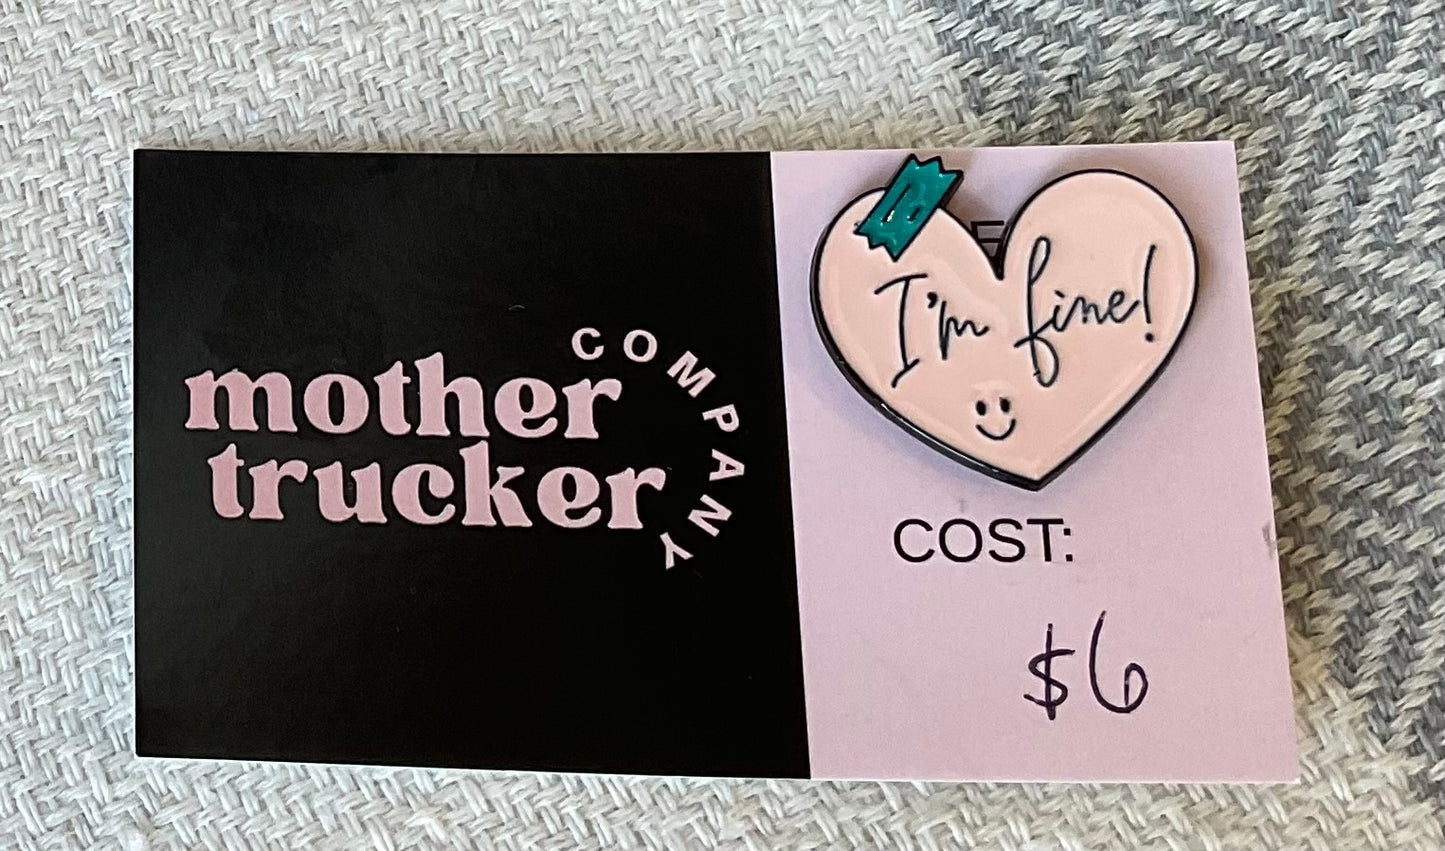 mother
trucker
COMPANY
I'm fine!
COST:
$6